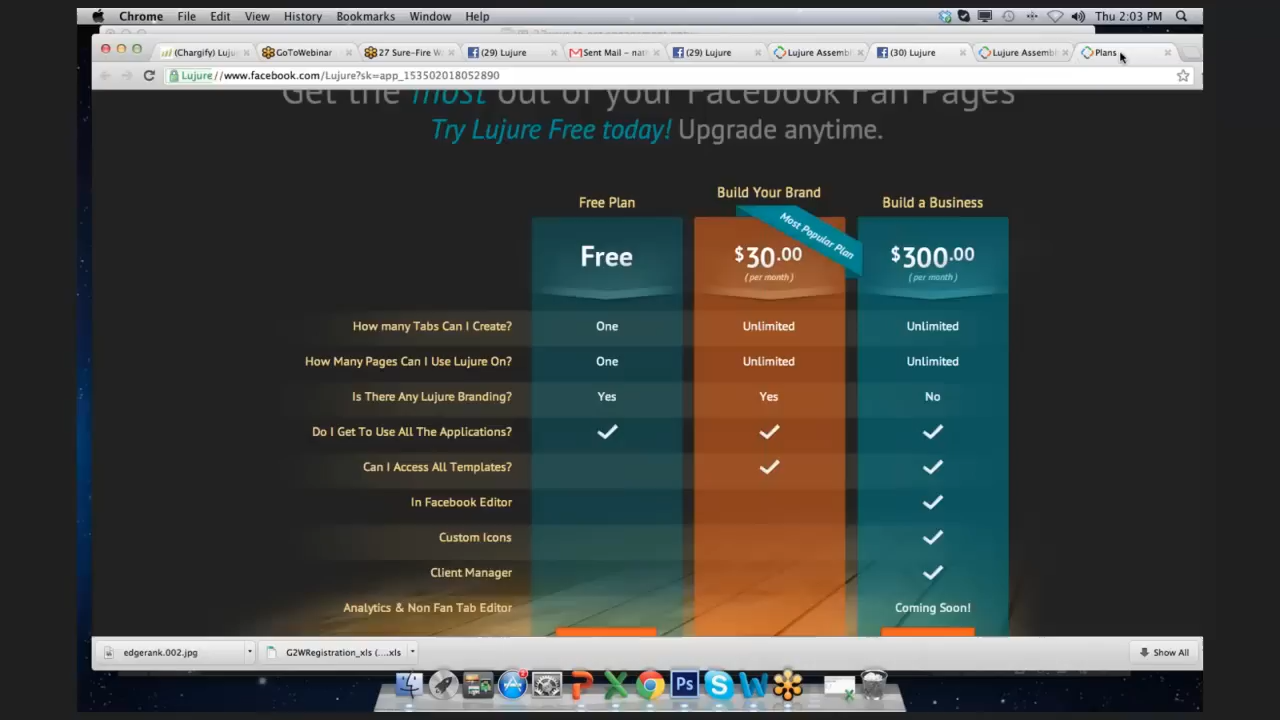 Chrome File Edit View History Bookmarks Window Help Thu 2:03 PM
(Chargify) Luju GoToWebinar 27 Sure-Fire W (29) Lujure Sent Mail – nat (29) Lujure Lujure Assembl (30) Lujure Lujure Assembl Plans
Lujure//www.facebook.com/Lujure?sk=app_153502018052890
Get the most out of your Facebook Fan Pages
Try Lujure Free today! Upgrade anytime.
Free Plan Build Your Brand Build a Business
Most Popular Plan
Free $30.00 $300.00
(per month) (per month)
How many Tabs Can I Create? One Unlimited Unlimited
How Many Pages Can I Use Lujure On? One Unlimited Unlimited
Is There Any Lujure Branding? Yes Yes No
Do I Get To Use All The Applications?
Can I Access All Templates?
In Facebook Editor
Custom Icons
Client Manager
Analytics & Non Fan Tab Editor Coming Soon!
edgerank.002.jpg G2WRegistration_xls (....xls Show All
Ps